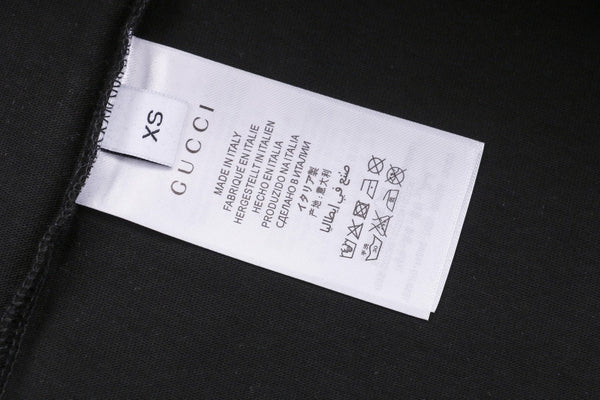 XS
GUCCI
MADE IN ITALY
FABRIQUE EN ITALIE
HERGESTELLT IN ITALIEN
HECHO EN ITALIA
PRODUZIDO NA ITALIA
СДЕЛАНО В ИТАЛИИ
イタリア製
产地:意大利
صنع في إيطاليا